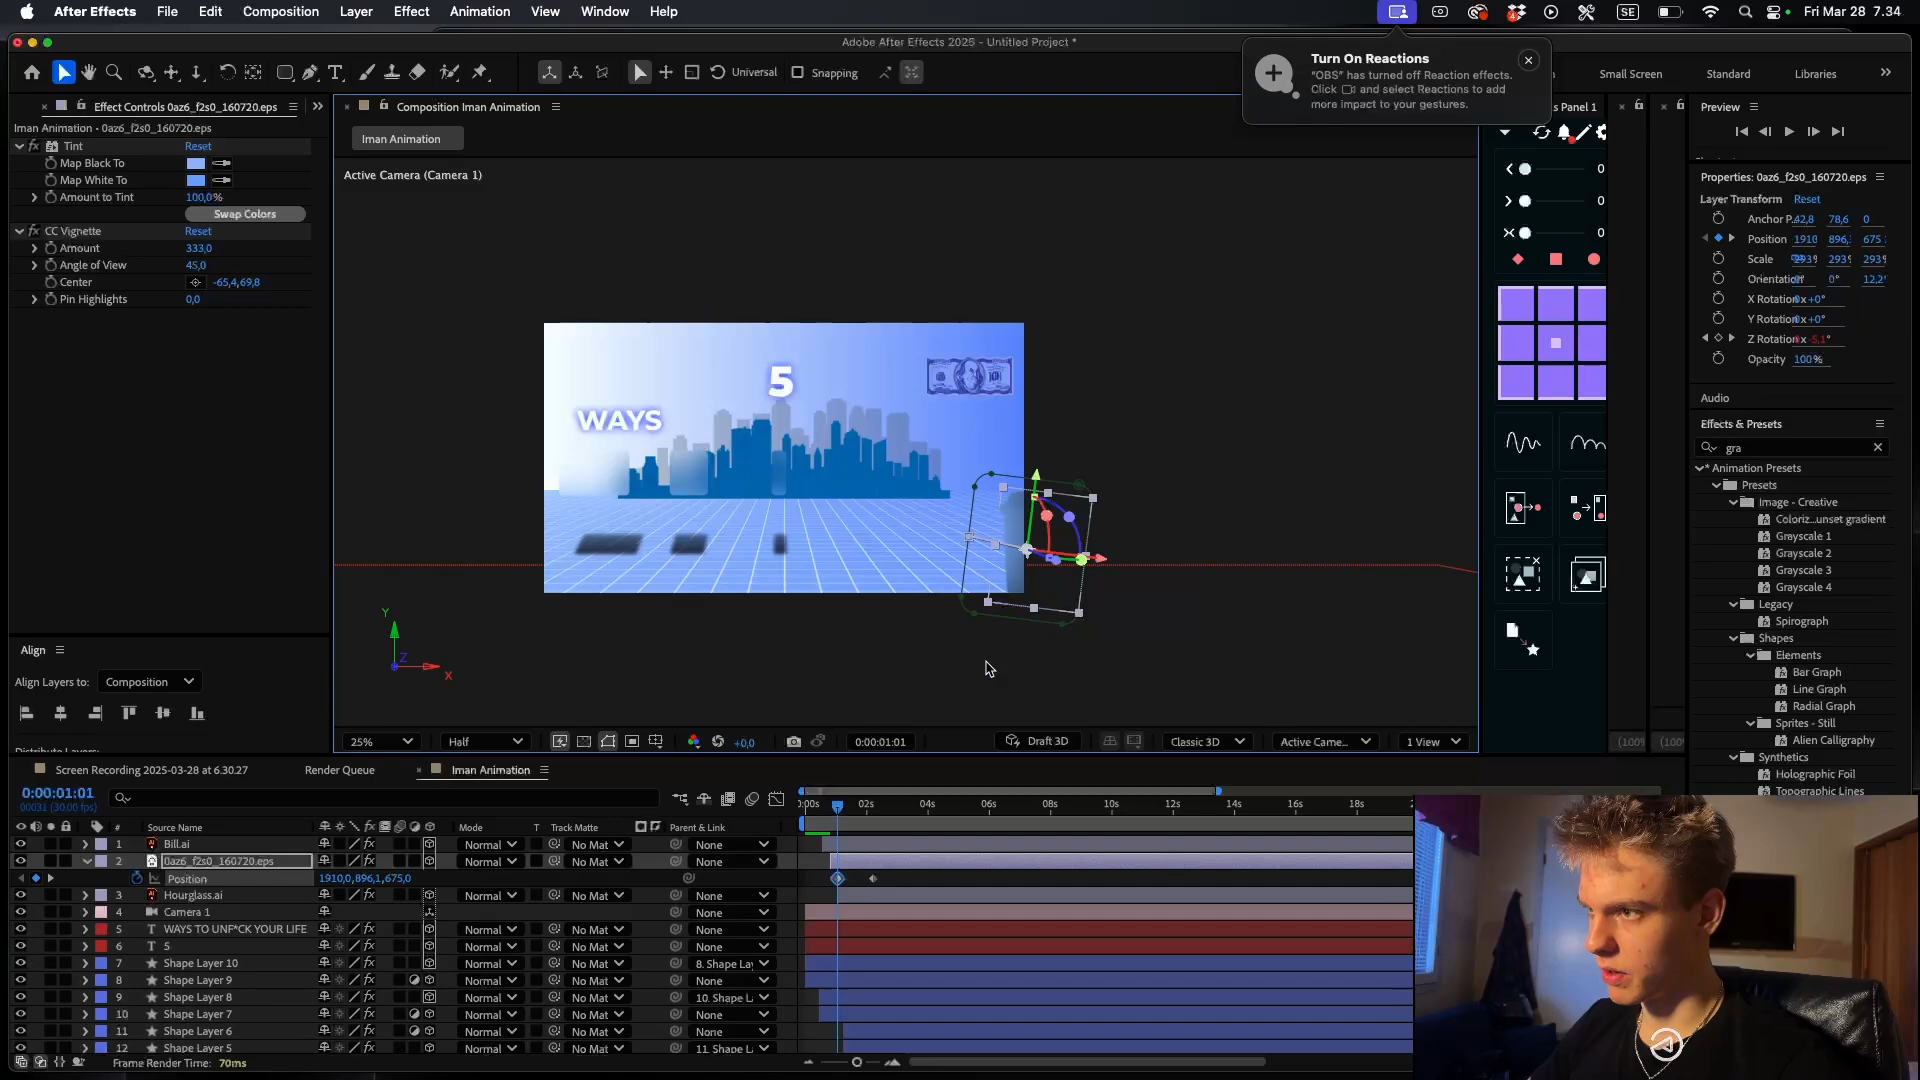 After Effects File Edit Composition Layer Effect Animation View Window Help
SE Fri Mar 28 7.34
Adobe After Effects 2025 - Untitled Project *
Universal Snapping
Small Screen Standard Libraries
Turn On Reactions
"OBS" has turned off Reaction effects.
Click and select Reactions to add
more impact to your gestures.
Effect Controls 0az6_f2s0_160720.eps
Iman Animation • 0az6_f2s0_160720.eps
fx Tint Reset
Map Black To
Map White To
Amount to Tint 100,0%
Swap Colors
fx CC Vignette Reset
Amount 333,0
Angle of View 45,0
Center -65,4,69,8
Pin Highlights 0,0
Composition Iman Animation
Iman Animation
Active Camera (Camera 1)
5
WAYS
Y
Z
X
s Panel 1
0
0
0
Preview
Properties: 0az6_f2s0_160720.eps
Layer Transform Reset
Anchor P. 42,8 78,6 0
Position 1910 896, 675
Scale 293 293 293
Orientation 0° 0° 12,2
X Rotation 0x+0°
Y Rotation 0x+0°
Z Rotation x-5,1°
Opacity 100%
Audio
Effects & Presets
gra
* Animation Presets
Presets
Image - Creative
Coloriz...unset gradient
Grayscale 1
Grayscale 2
Grayscale 3
Grayscale 4
Legacy
Spirograph
Shapes
Elements
Bar Graph
Line Graph
Radial Graph
Sprites - Still
Alien Calligraphy
Synthetics
Holographic Foil
Topographic Lines
Align
Align Layers to: Composition
Distribute Layers:
25% Half +0,0 0:00:01:01 Draft 3D Classic 3D Active Came... 1 View
(100% (100%
Screen Recording 2025-03-28 at 6.30.27 Render Queue Iman Animation
0:00:01:01
00031 (30.00 fps)
:00s 02s 04s 06s 08s 10s 12s 14s 16s 18s
# Source Name Mode T Track Matte Parent & Link
1 Bill.ai Normal No Mat None
2 0az6_f2s0_160720.eps Normal No Mat None
Position 1910,0,896,1,675,0
3 Hourglass.ai Normal No Mat None
4 Camera 1 None
5 T WAYS TO UNF*CK YOUR LIFE Normal No Mat None
6 T 5 Normal No Mat None
7 Shape Layer 10 Normal No Mat 8. Shape La
8 Shape Layer 9 Normal No Mat None
9 Shape Layer 8 Normal No Mat 10. Shape L
10 Shape Layer 7 Normal No Mat None
11 Shape Layer 6 Normal No Mat None
12 Shape Layer 5 Normal No Mat 11. Shape L
Frame Render Time: 70ms